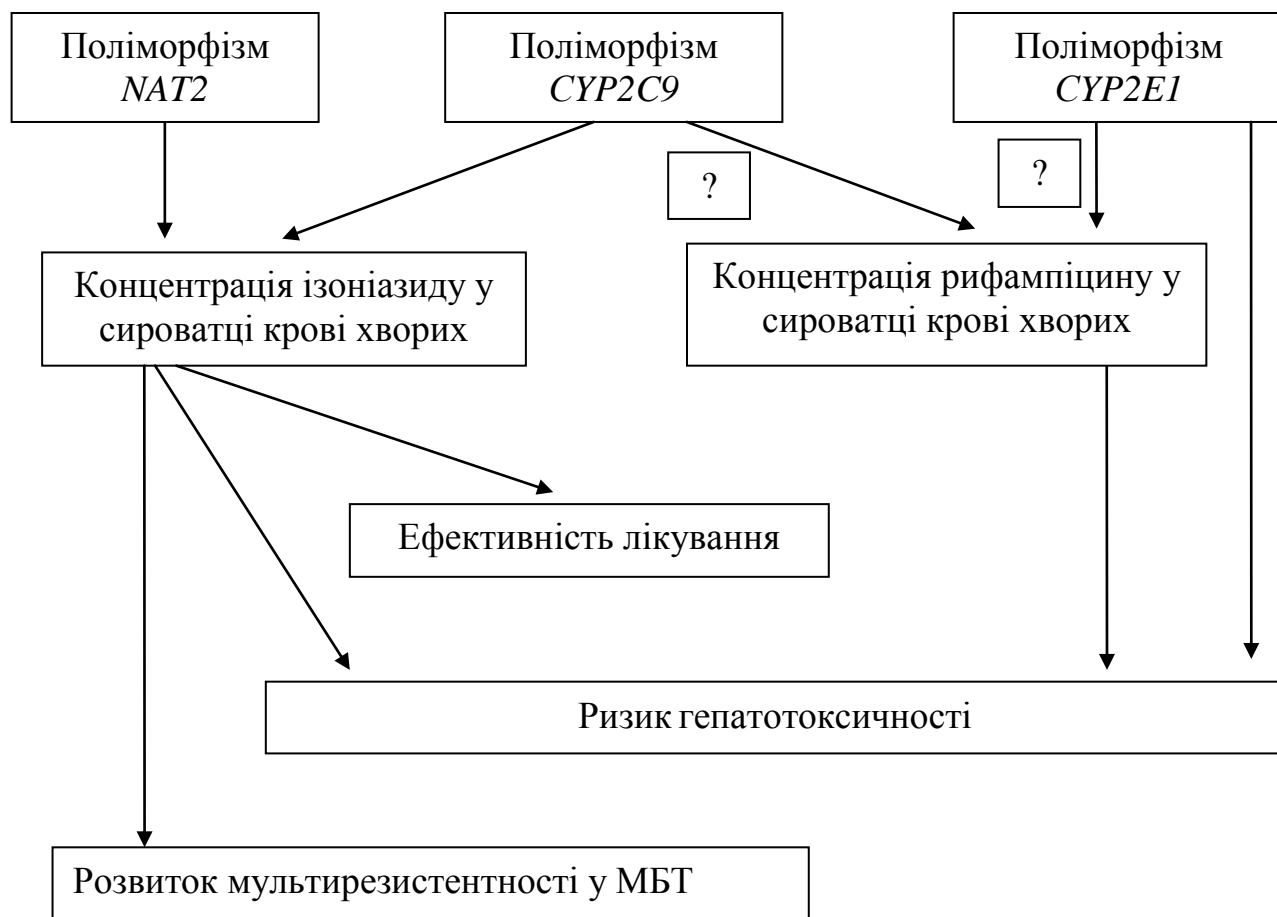 Поліморфізм
NAT2
Поліморфізм
CYP2C9
Поліморфізм
CYP2E1
?
?
Концентрація ізоніазиду у
сироватці крові хворих
Концентрація рифампіцину у
сироватці крові хворих
Ефективність лікування
Ризик гепатотоксичності
Розвиток мультирезистентності у МБТ